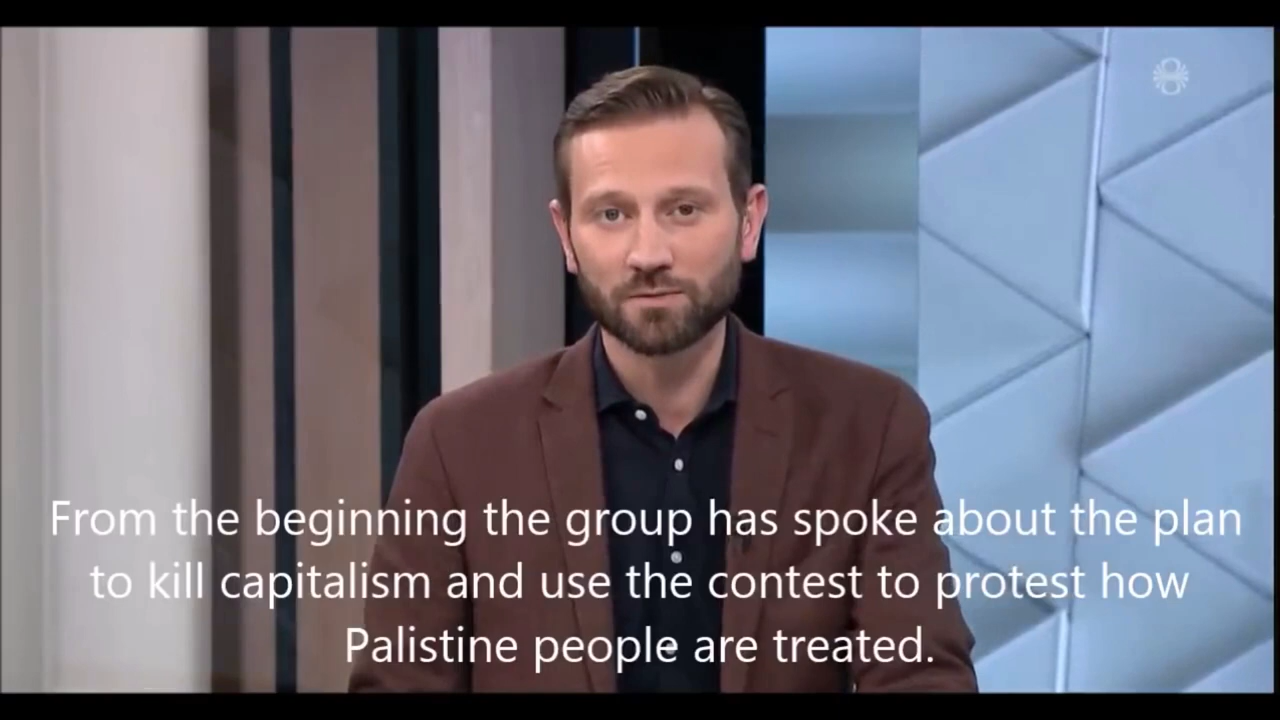 From the beginning the group has spoke about the plan
to kill capitalism and use the contest to protest how
Palistine people are treated.